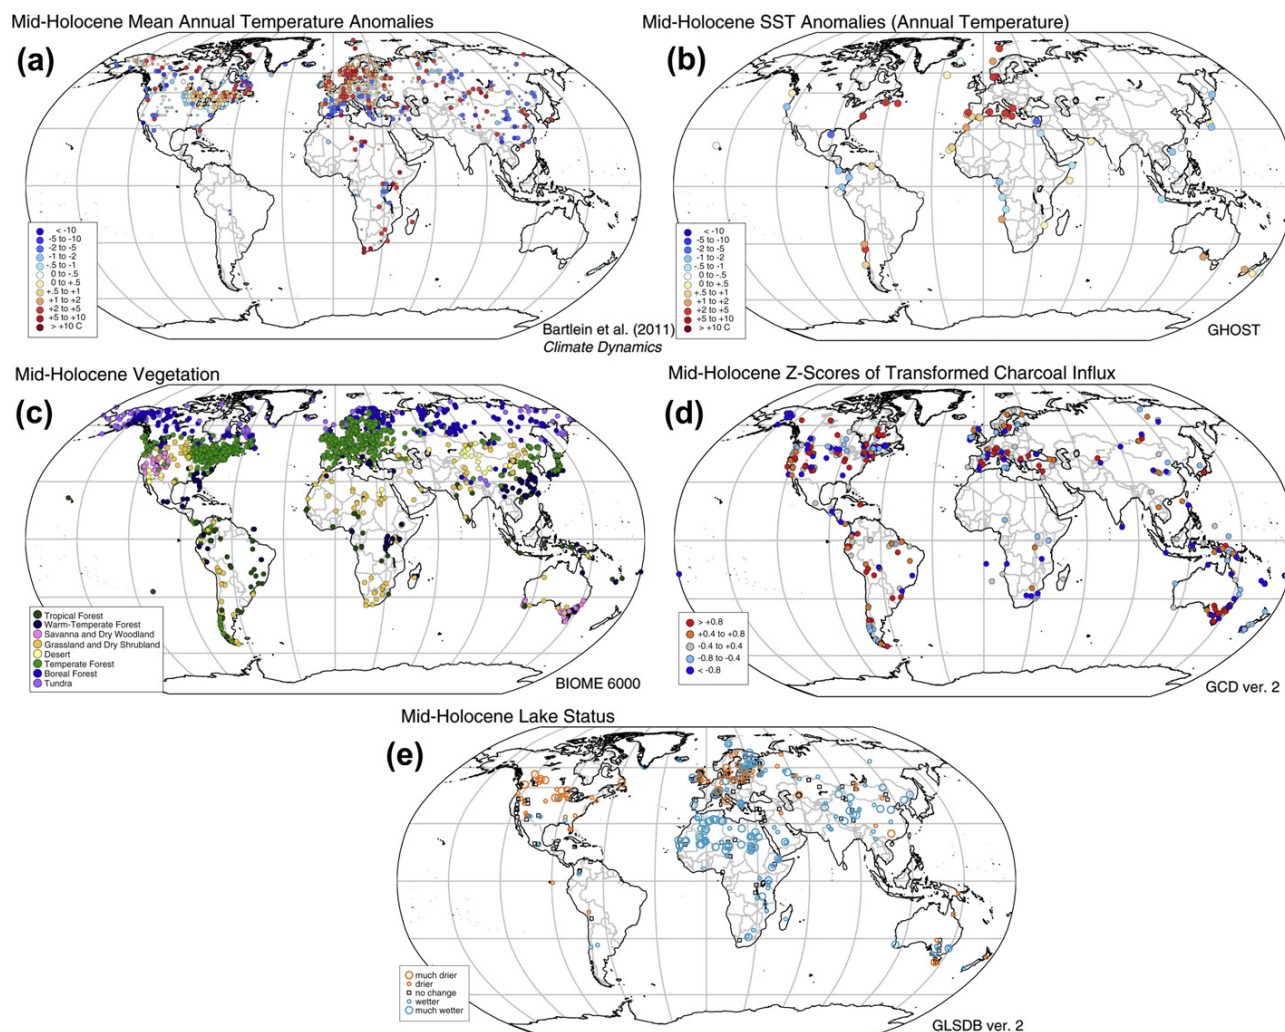 Mid-Holocene Mean Annual Temperature Anomalies
(a)
< -10
-5 to -10
-2 to -5
-1 to -2
-.5 to -1
0 to -.5
0 to +.5
+.5 to +1
+1 to +2
+2 to +5
+5 to +10
> +10 C
Bartlein et al. (2011)
Climate Dynamics
Mid-Holocene SST Anomalies (Annual Temperature)
(b)
< -10
-5 to -10
-2 to -5
-1 to -2
-.5 to -1
0 to -.5
0 to +.5
+.5 to +1
+1 to +2
+2 to +5
+5 to +10
> +10 C
GHOST
Mid-Holocene Vegetation
(c)
Tropical Forest
Warm-Temperate Forest
Savanna and Dry Woodland
Grassland and Dry Shrubland
Desert
Temperate Forest
Boreal Forest
Tundra
BIOME 6000
Mid-Holocene Z-Scores of Transformed Charcoal Influx
(d)
> +0.8
+0.4 to +0.8
-0.4 to +0.4
-0.8 to -0.4
< -0.8
GCD ver. 2
Mid-Holocene Lake Status
(e)
much drier
drier
no change
wetter
much wetter
GLSDB ver. 2